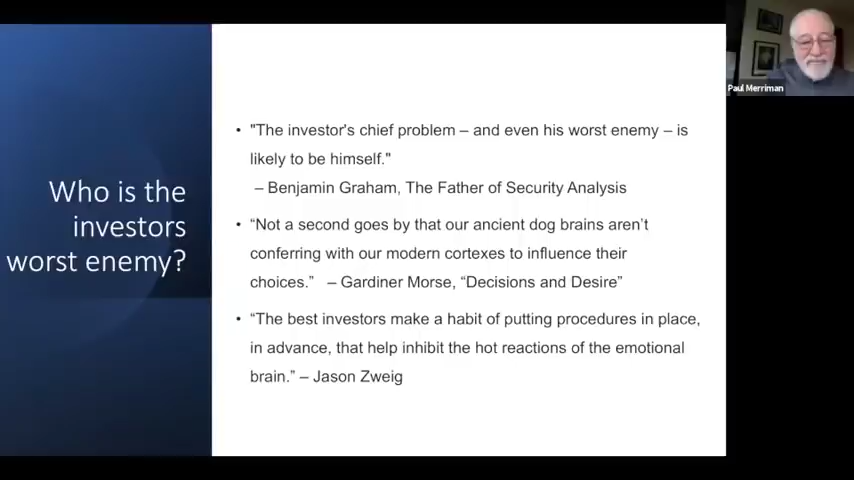 Who is the
investors
worst enemy?
• "The investor's chief problem – and even his worst enemy – is
likely to be himself."
– Benjamin Graham, The Father of Security Analysis
• “Not a second goes by that our ancient dog brains aren’t
conferring with our modern cortexes to influence their
choices.”   – Gardiner Morse, “Decisions and Desire”
• “The best investors make a habit of putting procedures in place,
in advance, that help inhibit the hot reactions of the emotional
brain.” – Jason Zweig
Paul Merriman